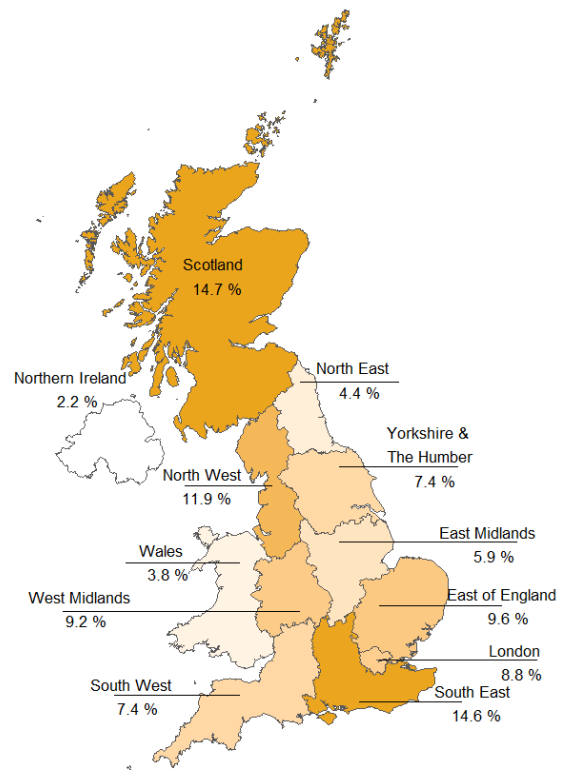 Scotland
14.7 %
North East
4.4 %
Northern Ireland
2.2 %
Yorkshire &
The Humber
7.4 %
North West
11.9 %
East Midlands
5.9 %
Wales
3.8 %
West Midlands
9.2 %
East of England
9.6 %
London
8.8 %
South West
7.4 %
South East
14.6 %